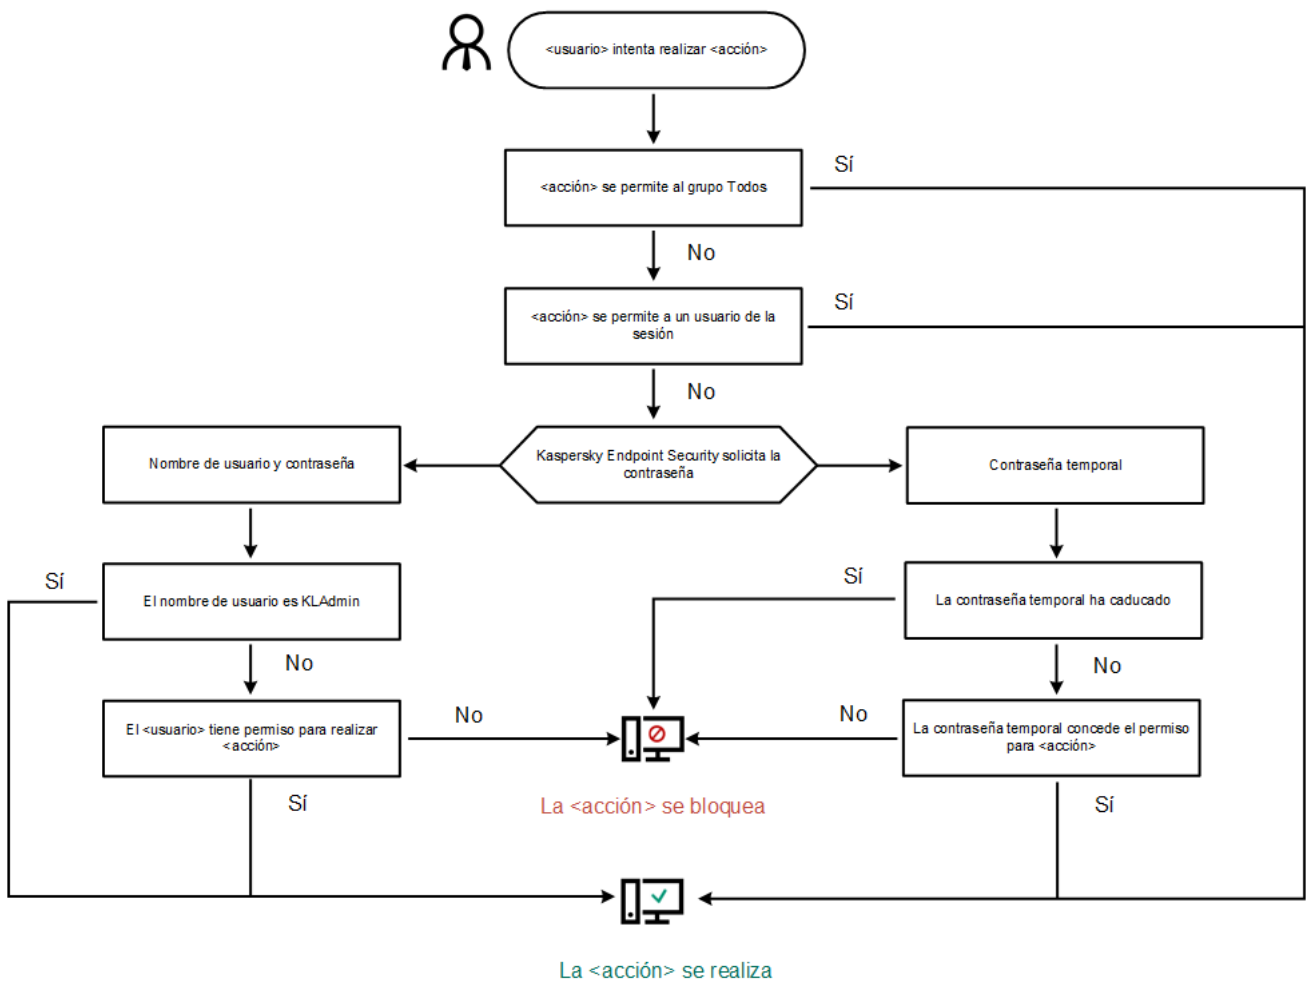 <usuario> intenta realizar <acción>
Sí
<acción> se permite al grupo Todos
No
Sí
<acción> se permite a un usuario de la
sesión
No
Nombre de usuario y contraseña
Kaspersky Endpoint Security solicita la
contraseña
Contraseña temporal
Sí
El nombre de usuario es KLAdmin
Sí
La contraseña temporal ha caducado
No
No
El <usuario> tiene permiso para realizar
<acción>
No
No
La contraseña temporal concede el permiso
para <acción>
Sí
La <acción> se bloquea
Sí
La <acción> se realiza